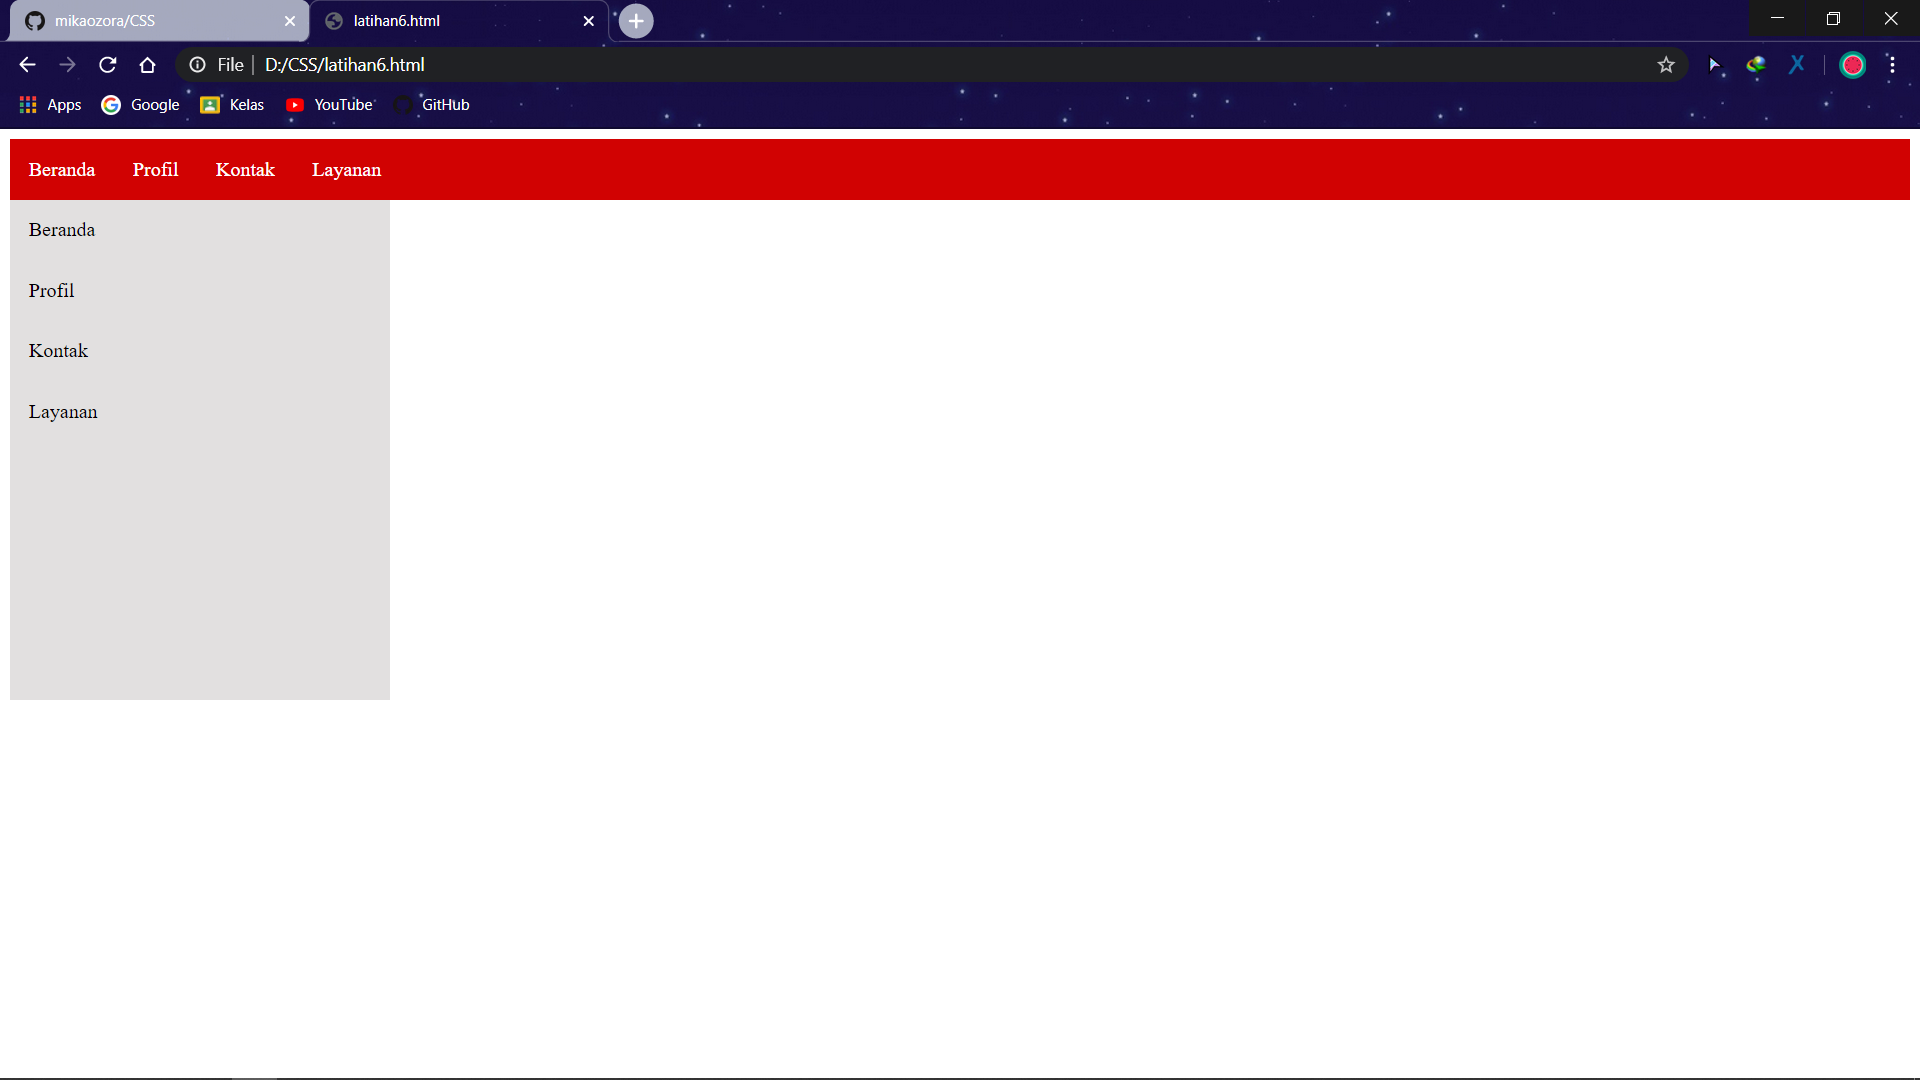 mikaozora/CSS latihan6.html
File D:/CSS/latihan6.html
Apps Google Kelas YouTube GitHub
Beranda Profil Kontak Layanan
Beranda
Profil
Kontak
Layanan